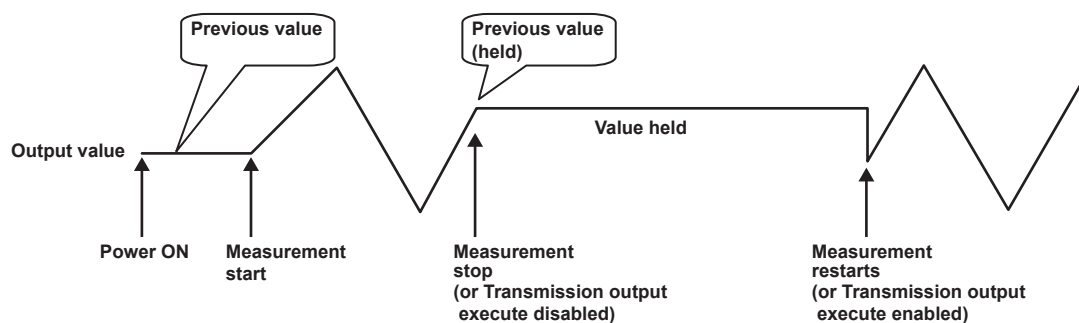 Previous value
Previous value
(held)
Value held
Output value
Power ON
Measurement
start
Measurement
stop
(or Transmission output
execute disabled)
Measurement
restarts
(or Transmission output
execute enabled)